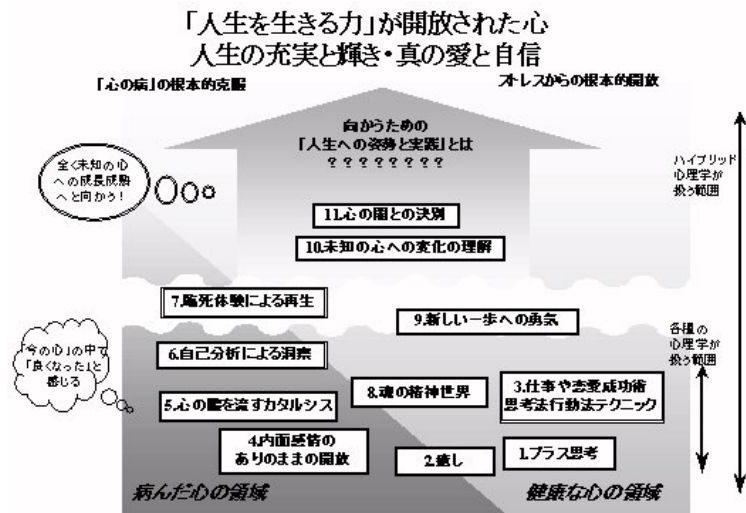 「人生を生きる力」が開放された心
人生の充実と輝き・真の愛と自信
「心の病」の根本的克服
ストレスからの根本的開放
向かうための
「人生への姿勢と実践」とは
？？？？？？？？
全く未知の心
への成長成熟
へと向かう！
ハイブリッド
心理学が
扱う範囲
11.心の闇との決別
10.未知の心への変化の理解
7.臨死体験による再生
9.新しい一歩への勇気
各種の
心理学が
扱う範囲
「今の心」の中で
「良くなった」と
感じる
6.自己分析による洞察
8.魂の精神世界
3.仕事や恋愛成功術
思考法行動法テクニック
5.心の膿を流すカタルシス
4.内面感情の
ありのままの開放
2.癒し
1.プラス思考
病んだ心の領域
健康な心の領域